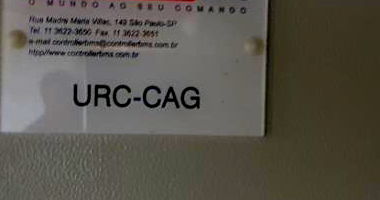 O MUNDO AO SEU COMANDO
Rua Madre Maria Villac, 149 São Paulo-SP
Tel. 11 3622-3650 Fax. 11 3622-3651
e-mail controllerbms@controllerbms.com.br
htpp//www.controllerbms.com.br
URC-CAG